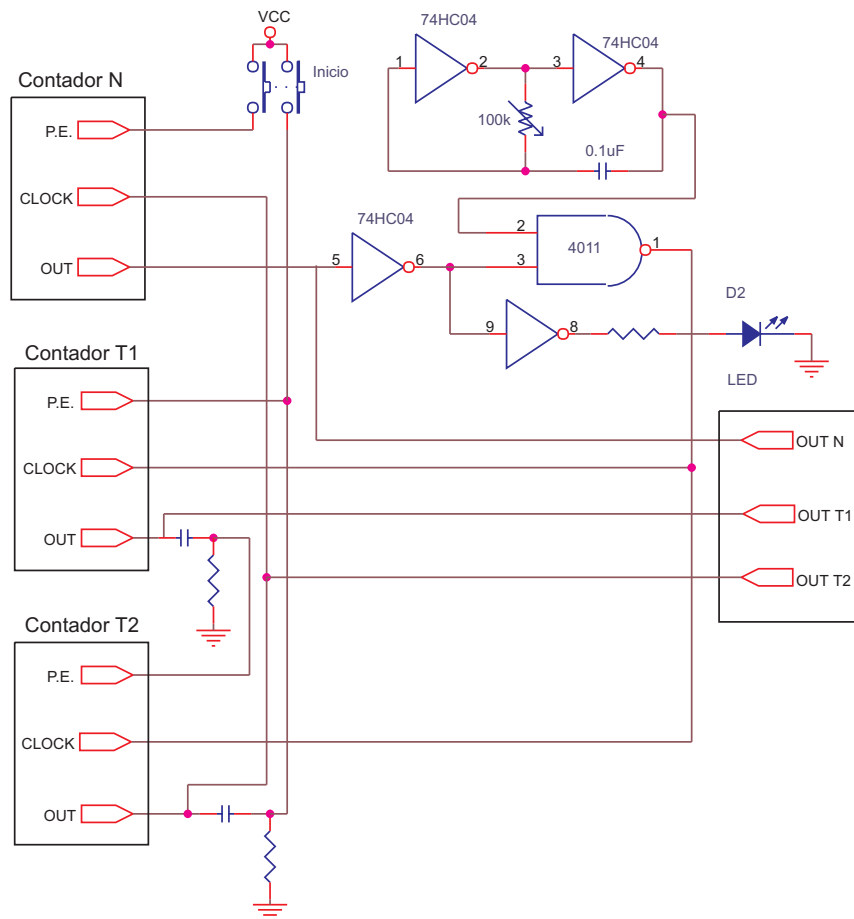 VCC
Inicio
Contador N
P.E.
CLOCK
OUT
74HC04
1
2
74HC04
3
4
100k
0.1uF
74HC04
5
6
2
3
4011
1
9
8
D2
LED
Contador T1
P.E.
CLOCK
OUT
OUT N
OUT T1
OUT T2
Contador T2
P.E.
CLOCK
OUT